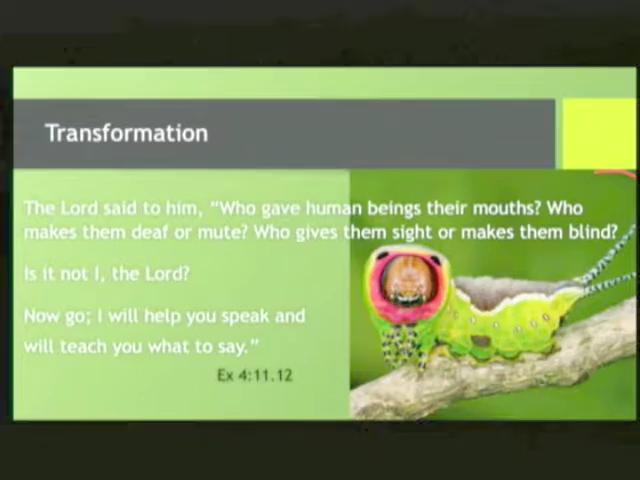 Transformation
The Lord said to him, “Who gave human beings their mouths? Who
makes them deaf or mute? Who gives them sight or makes them blind?
Is it not I, the Lord?
Now go; I will help you speak and
will teach you what to say.”
Ex 4:11.12